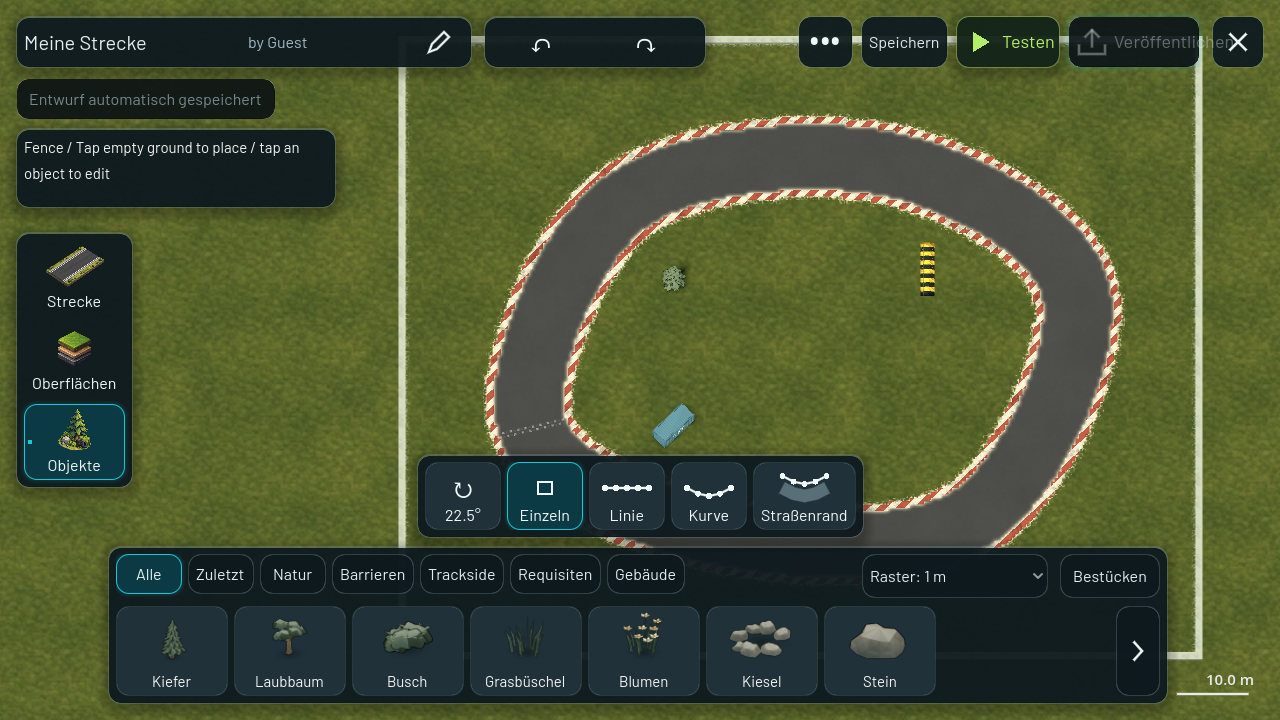 Meine Strecke
by Guest
Speichern
Testen
Veröffentlichen
Entwurf automatisch gespeichert
Fence / Tap empty ground to place / tap an
object to edit
Strecke
Oberflächen
Objekte
22.5°
Einzeln
Linie
Kurve
Straßenrand
Alle
Zuletzt
Natur
Barrieren
Trackside
Requisiten
Gebäude
Raster: 1 m
Bestücken
Kiefer
Laubbaum
Busch
Grasbüschel
Blumen
Kiesel
Stein
10.0 m